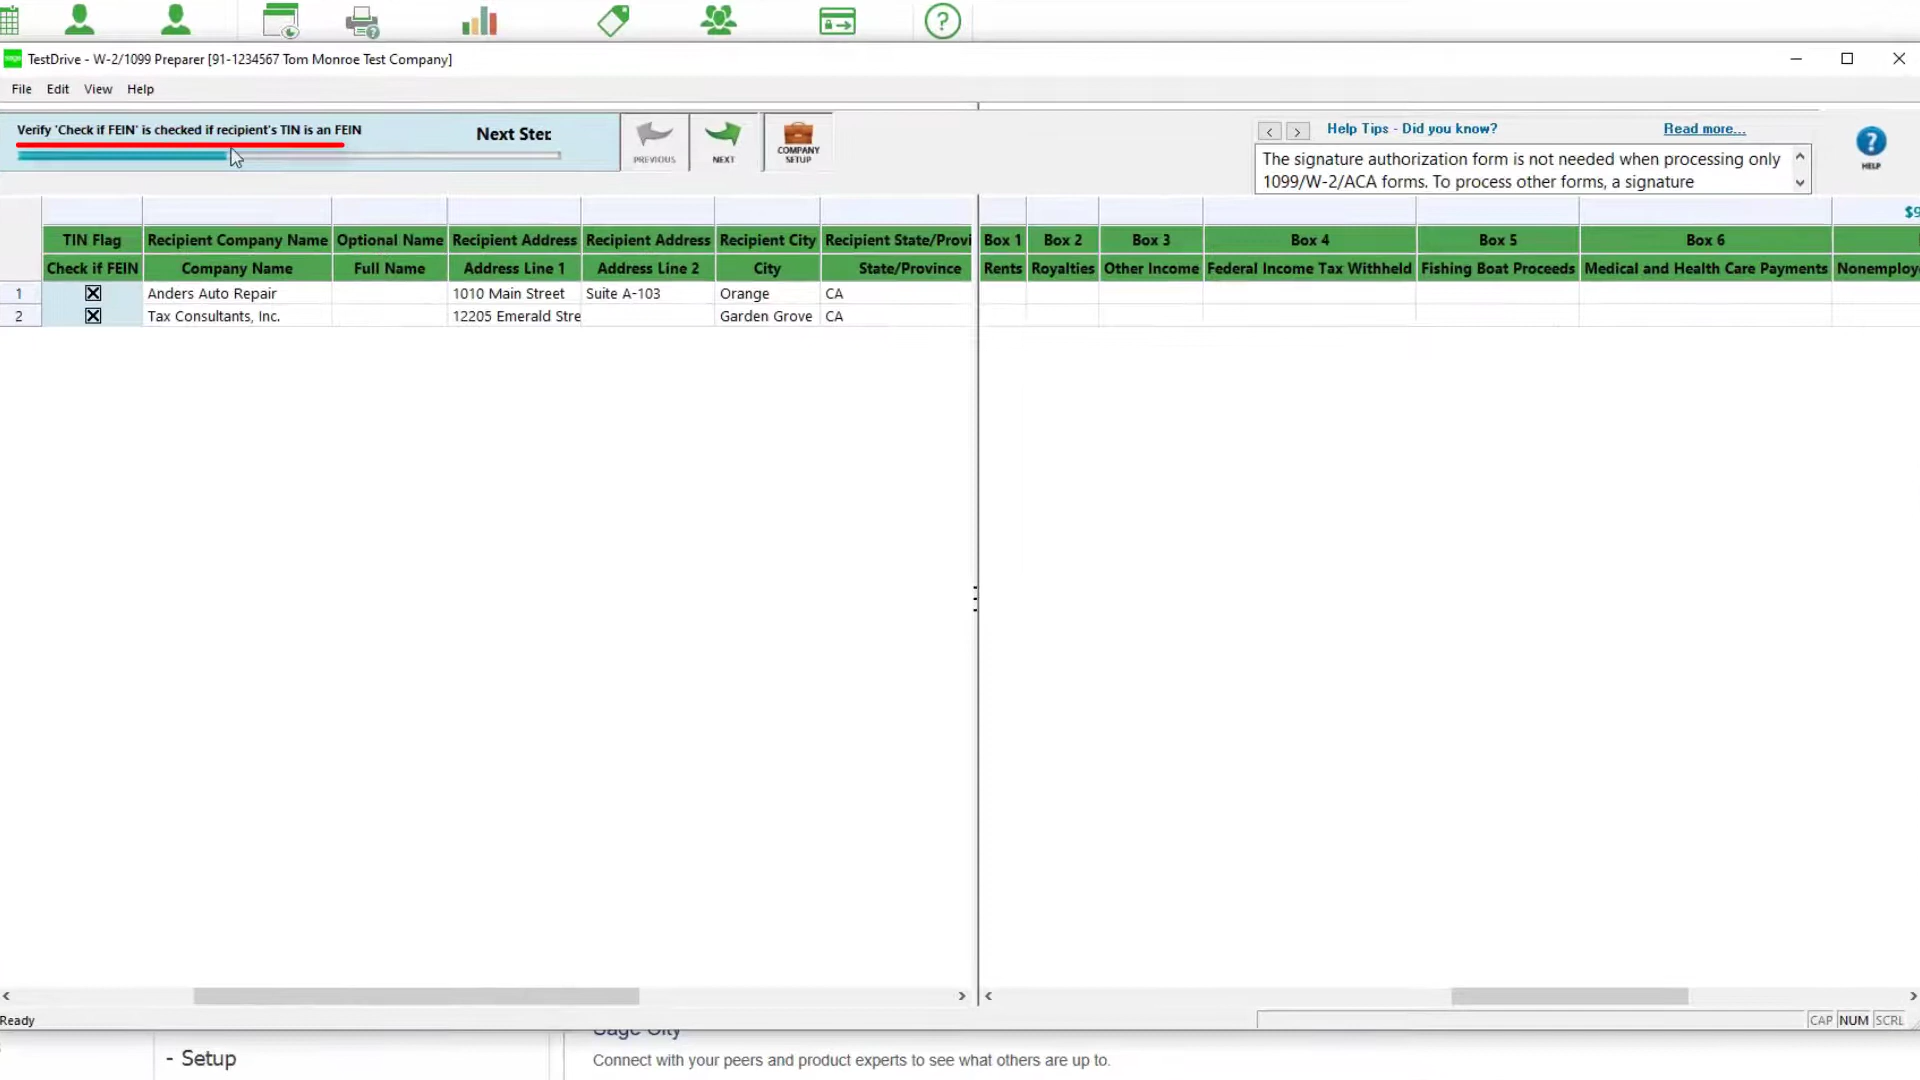 TestDrive - W-2/1099 Preparer [91-1234567 Tom Monroe Test Company]
File Edit View Help
Verify 'Check if FEIN' is checked if recipient's TIN is an FEIN
Next Ste
PREVIOUS
NEXT
COMPANY
SETUP
Help Tips - Did you know?
Read more...
The signature authorization form is not needed when processing only
1099/W-2/ACA forms. To process other forms, a signature
HELP
$9
TIN Flag Recipient Company Name Optional Name Recipient Address Recipient Address Recipient City Recipient State/Provi Box 1 Box 2 Box 3 Box 4 Box 5 Box 6
Check if FEIN Company Name Full Name Address Line 1 Address Line 2 City State/Province Rents Royalties Other Income Federal Income Tax Withheld Fishing Boat Proceeds Medical and Health Care Payments Nonemploye
1 Anders Auto Repair 1010 Main Street Suite A-103 Orange CA
2 Tax Consultants, Inc. 12205 Emerald Stre Garden Grove CA
Ready
CAP NUM SCRL
Sage City
- Setup
Connect with your peers and product experts to see what others are up to.